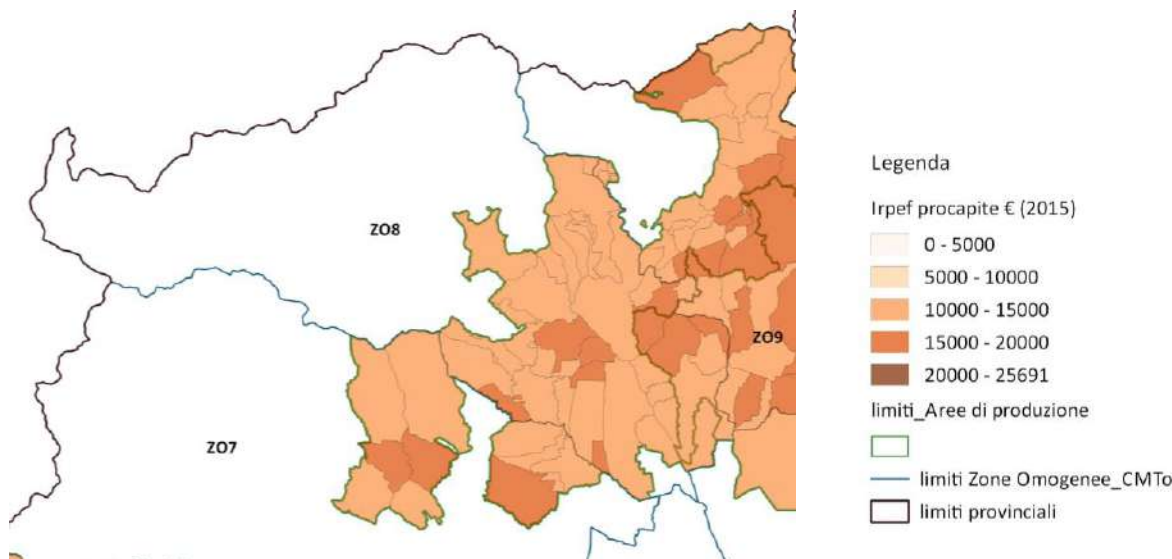 ZO8
ZO7
ZO9
Legenda
Irpef procapite € (2015)
0 - 5000
5000 - 10000
10000 - 15000
15000 - 20000
20000 - 25691
limiti_Aree di produzione
limiti Zone Omogenee_CMTo
limiti provinciali